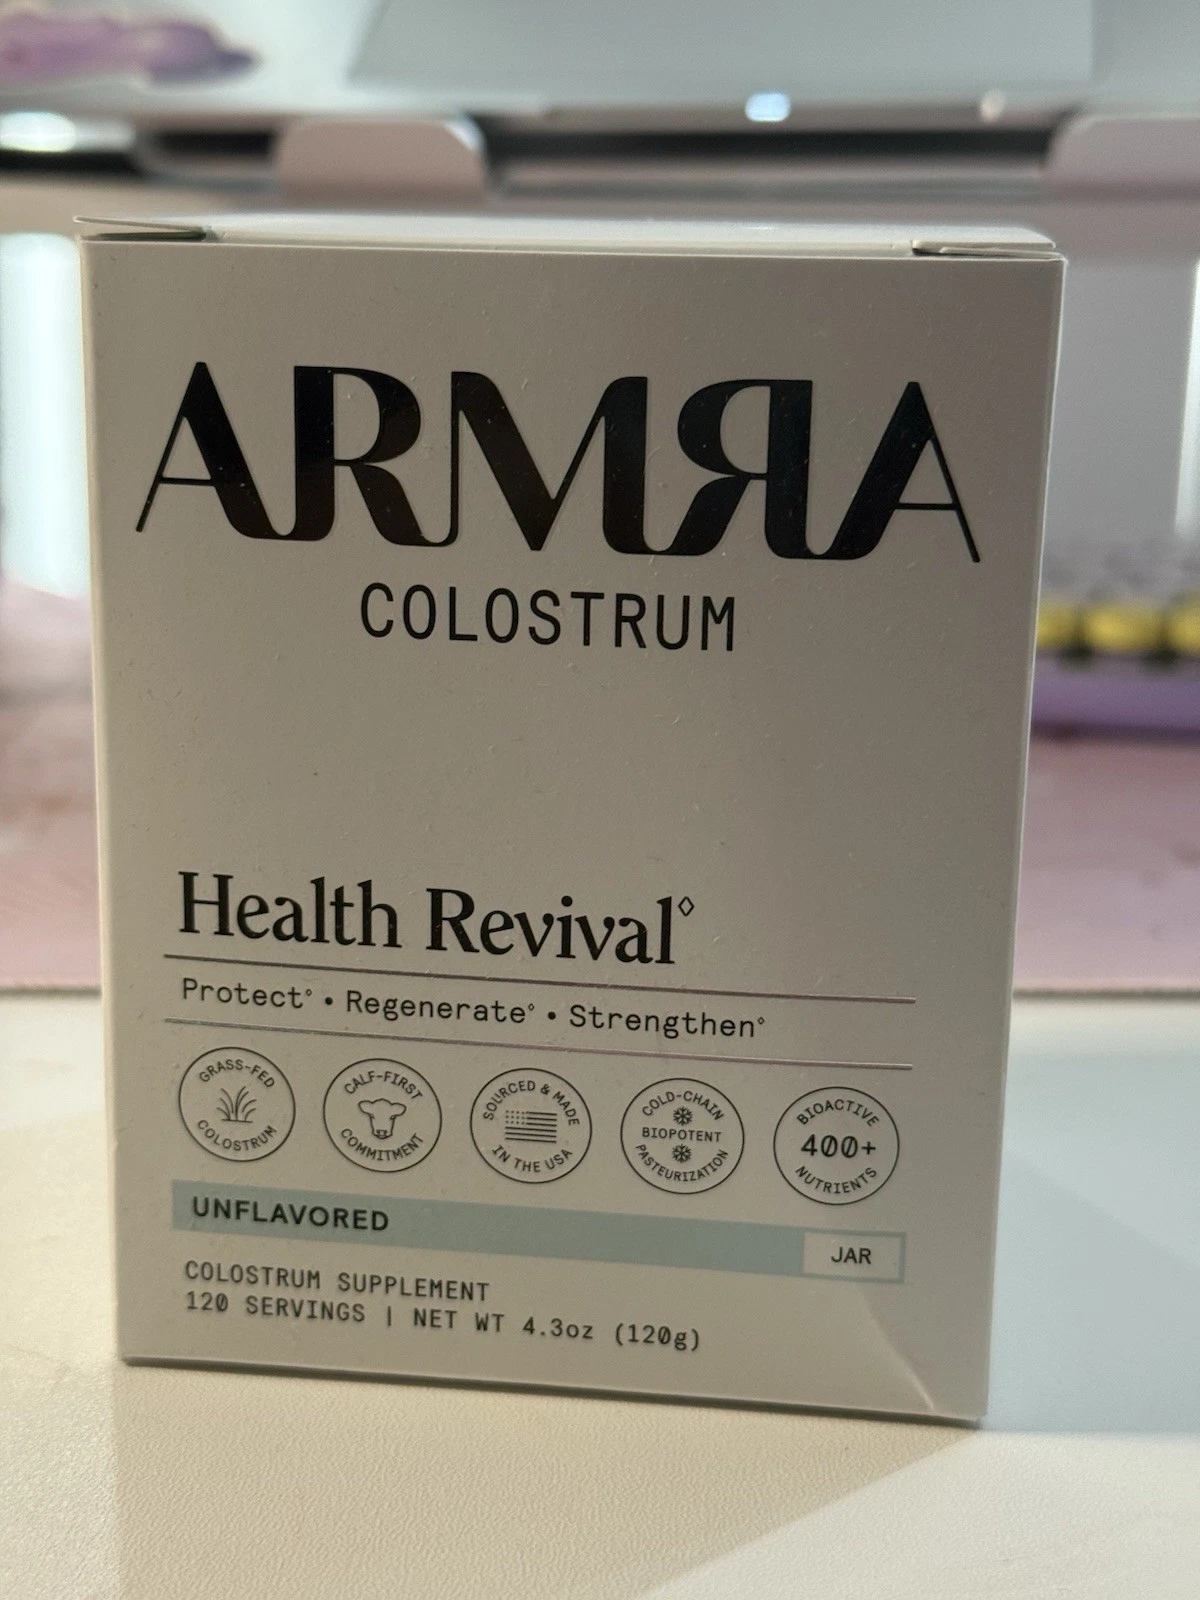 ARMRA
COLOSTRUM
Health Revival◊
Protect◊ • Regenerate◊ • Strengthen◊
GRASS-FED
COLOSTRUM
CALF-FIRST
COMMITMENT
SOURCED & MADE
IN THE USA
COLD-CHAIN
BIOPOTENT
PASTEURIZATION
BIOACTIVE
400+
NUTRIENTS
UNFLAVORED
JAR
COLOSTRUM SUPPLEMENT
120 SERVINGS | NET WT 4.3oz (120g)